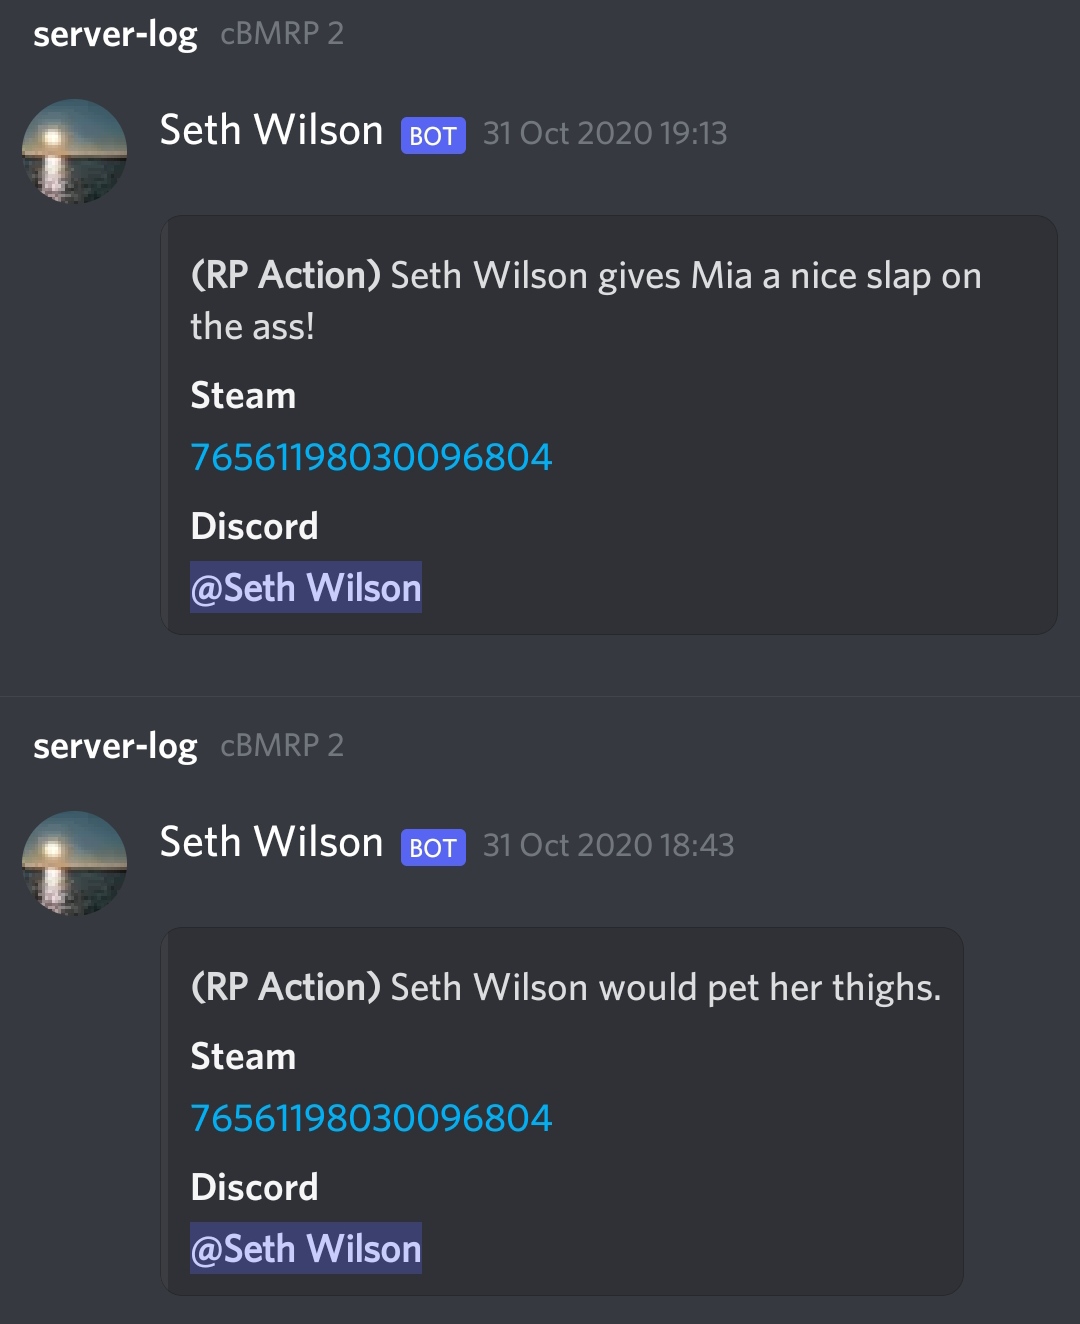 server-log cBMRP 2
Seth Wilson BOT 31 Oct 2020 19:13
(RP Action) Seth Wilson gives Mia a nice slap on
the ass!
Steam
76561198030096804
Discord
@Seth Wilson
server-log cBMRP 2
Seth Wilson BOT 31 Oct 2020 18:43
(RP Action) Seth Wilson would pet her thighs.
Steam
76561198030096804
Discord
@Seth Wilson